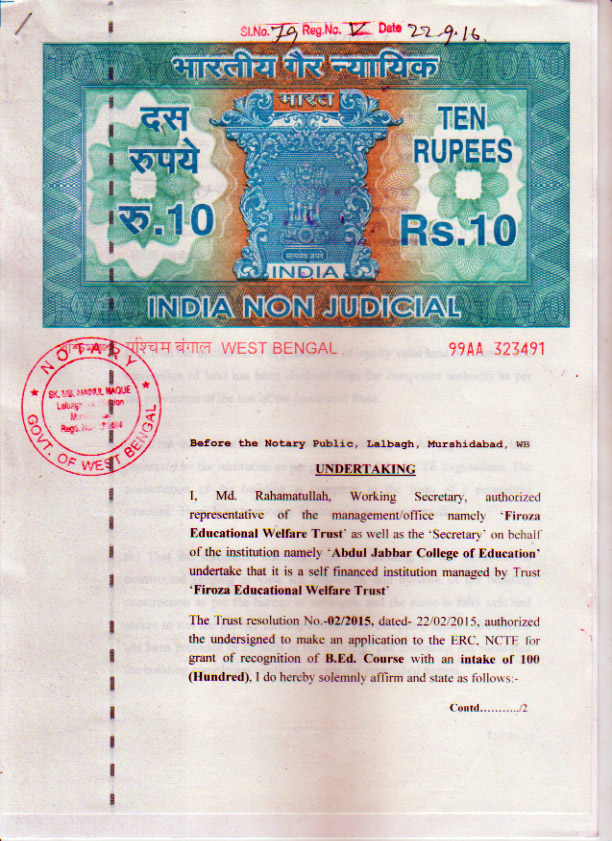 Sl.No. 79 Reg.No. V Date 22.9.16.
भारतीय गैर न्यायिक
भारत
दस
रुपये
रु.10
TEN
RUPEES
Rs.10
सत्यमेव जयते
INDIA
INDIA NON JUDICIAL
पश्चिम बंगाल WEST BENGAL
99AA 323491
NOTARY
SK. MD. MAINUL HAQUE
Lalbagh
GOVT. OF WEST BENGAL
Before the Notary Public, Lalbagh, Murshidabad, WB
UNDERTAKING
I, Md. Rahamatullah, Working Secretary, authorized
representative of the management/office namely ‘Firoza
Educational Welfare Trust’ as well as the ‘Secretary’ on behalf
of the institution namely ‘Abdul Jabbar College of Education’
undertake that it is a self financed institution managed by Trust
‘Firoza Educational Welfare Trust’
The Trust resolution No.-02/2015, dated- 22/02/2015, authorized
the undersigned to make an application to the ERC, NCTE for
grant of recognition of B.Ed. Course with an intake of 100
(Hundred), I do hereby solemnly affirm and state as follows:-
Contd.........../2